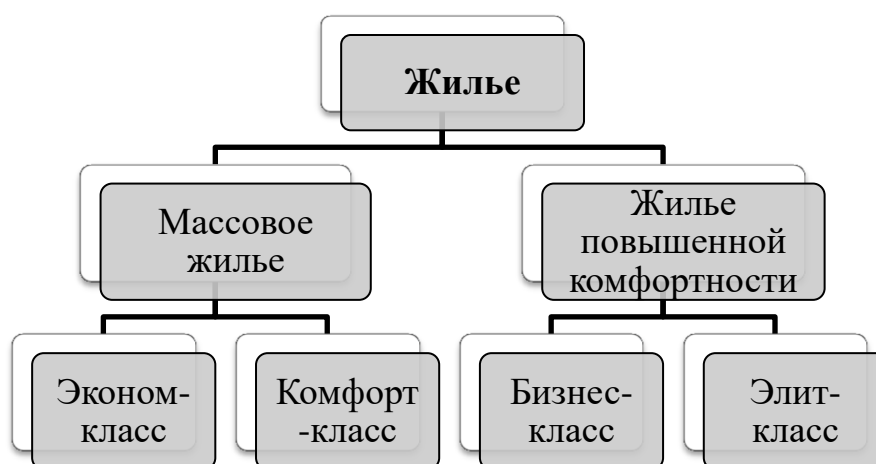 Жилье
Массовое
жилье
Жилье
повышенной
комфортности
Эконом-
класс
Комфорт
-класс
Бизнес-
класс
Элит-
класс